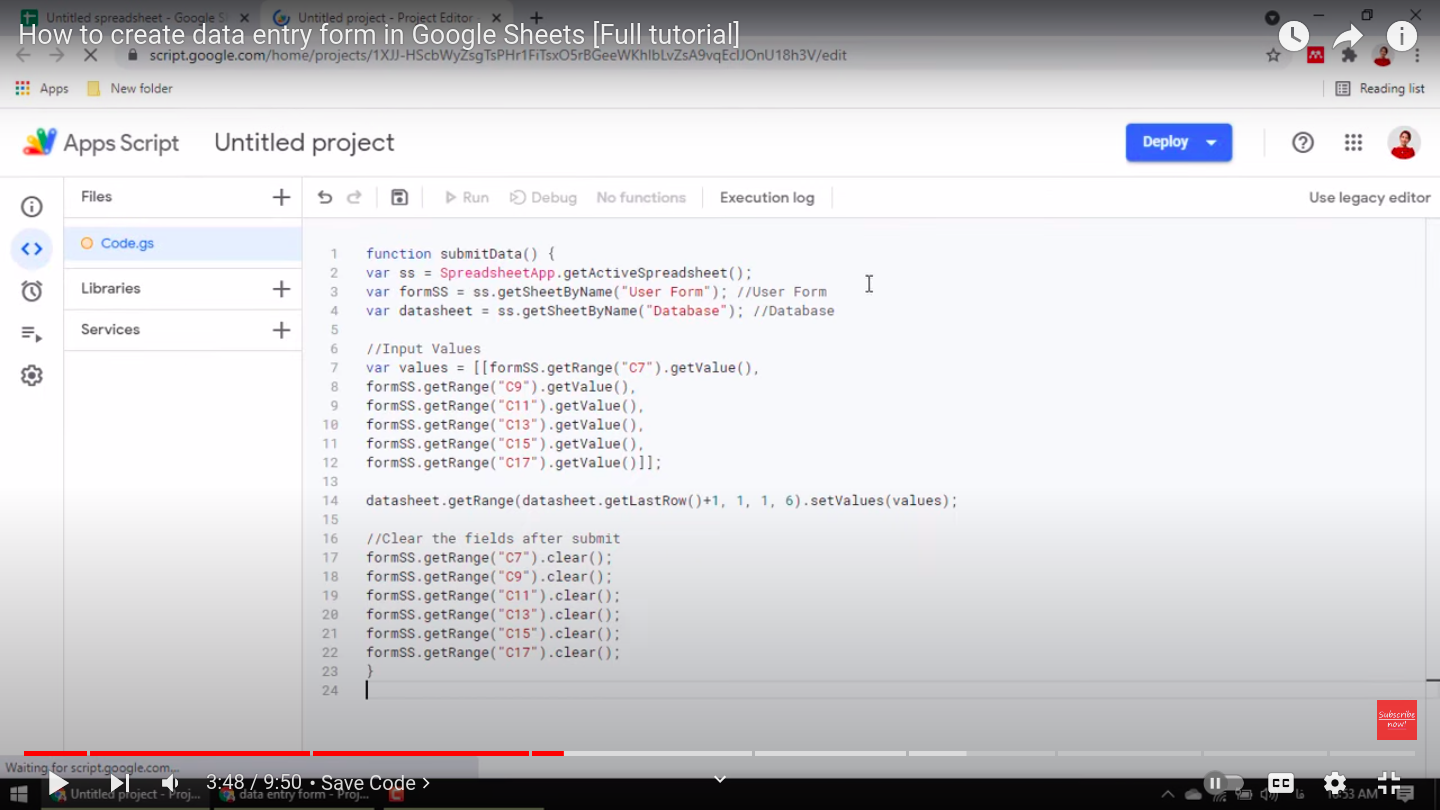 Untitled spreadsheet - Google S
Untitled project - Project Editor
How to create data entry form in Google Sheets [Full tutorial]
script.google.com/home/projects/1XJJ-HScbWyZsgTsPHr1FiTsxO5rBGeeWKhIbLvZsA9vqEclJOnU18h3V/edit
Apps
New folder
Reading list
Apps Script
Untitled project
Deploy
Files
Run
Debug
No functions
Execution log
Use legacy editor
Code.gs
Libraries
Services
1 function submitData() {
2 var ss = SpreadsheetApp.getActiveSpreadsheet();
3 var formSS = ss.getSheetByName("User Form"); //User Form
4 var datasheet = ss.getSheetByName("Database"); //Database
5
6 //Input Values
7 var values = [[formSS.getRange("C7").getValue(),
8 formSS.getRange("C9").getValue(),
9 formSS.getRange("C11").getValue(),
10 formSS.getRange("C13").getValue(),
11 formSS.getRange("C15").getValue(),
12 formSS.getRange("C17").getValue()]];
13
14 datasheet.getRange(datasheet.getLastRow()+1, 1, 1, 6).setValues(values);
15
16 //Clear the fields after submit
17 formSS.getRange("C7").clear();
18 formSS.getRange("C9").clear();
19 formSS.getRange("C11").clear();
20 formSS.getRange("C13").clear();
21 formSS.getRange("C15").clear();
22 formSS.getRange("C17").clear();
23 }
24
Subscribe
now!
Waiting for script.google.com...
3:48 / 9:50 • Save Code
CC
Untitled project - Proj...
data entry form - Proj...
:53 AM